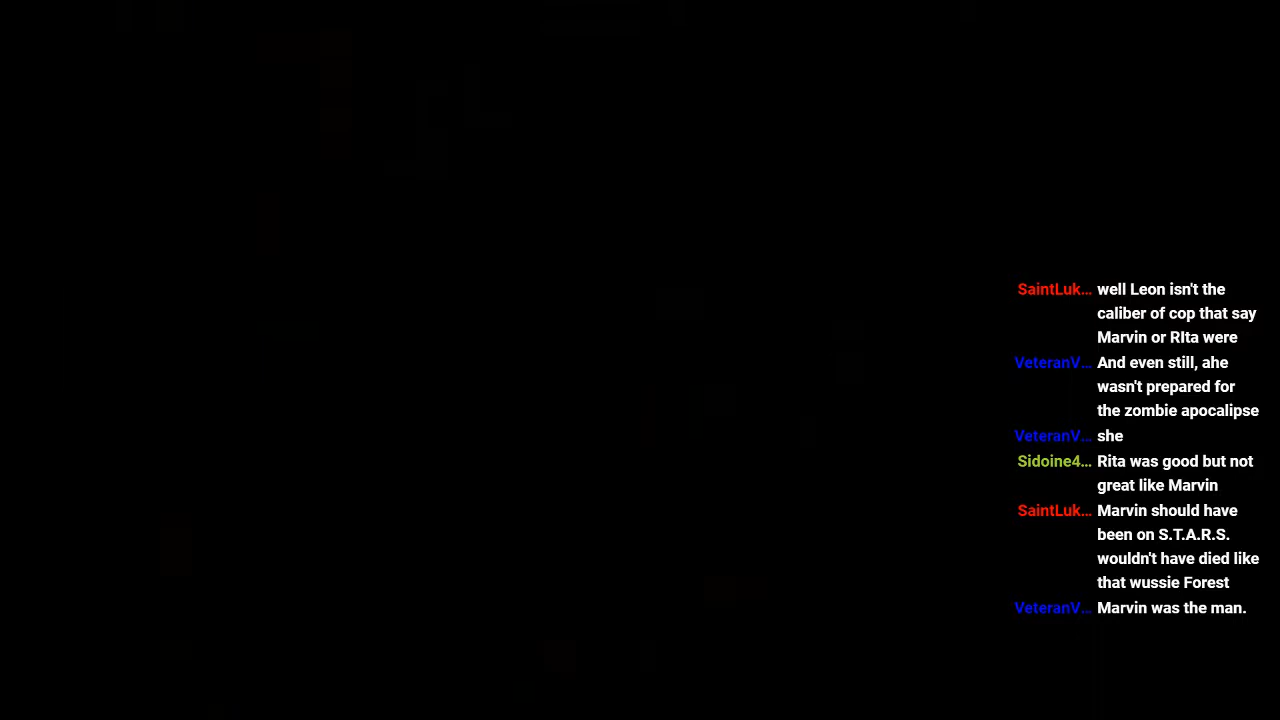 SaintLuk... well Leon isn't the
caliber of cop that say
Marvin or RIta were
VeteranV... And even still, ahe
wasn't prepared for
the zombie apocalipse
VeteranV... she
Sidoine4... Rita was good but not
great like Marvin
SaintLuk... Marvin should have
been on S.T.A.R.S.
wouldn't have died like
that wussie Forest
VeteranV... Marvin was the man.